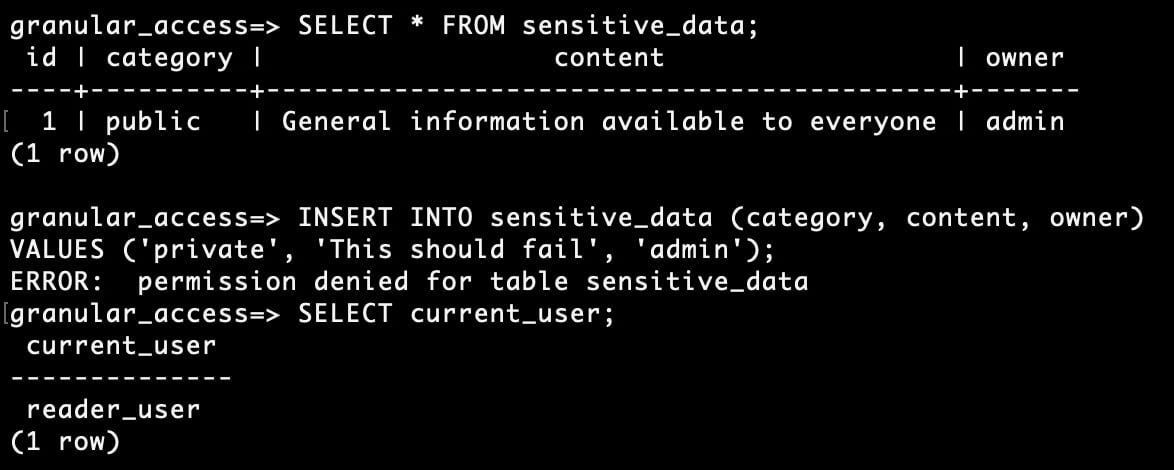 granular_access=> SELECT * FROM sensitive_data;
 id | category |                  content                   | owner
----+----------+--------------------------------------------+-------
  1 | public   | General information available to everyone | admin
(1 row)

granular_access=> INSERT INTO sensitive_data (category, content, owner)
VALUES ('private', 'This should fail', 'admin');
ERROR:  permission denied for table sensitive_data
granular_access=> SELECT current_user;
 current_user
--------------
 reader_user
(1 row)